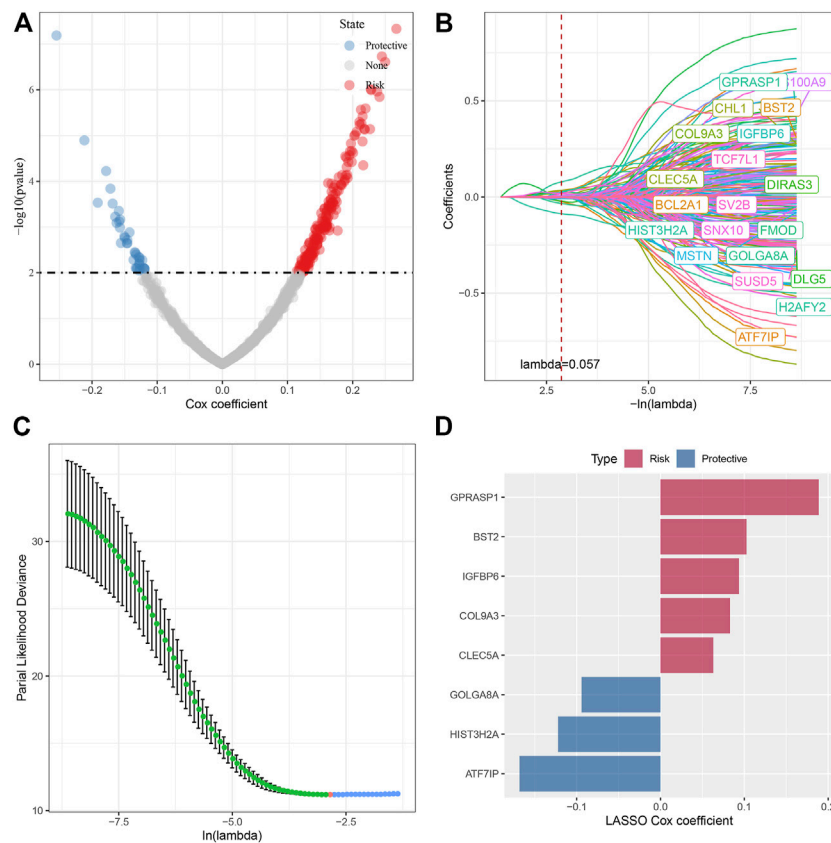 A
State
Protective
None
Risk
6
4
2
0
−log10(pvalue)
−0.2
−0.1
0.0
0.1
0.2
Cox coefficient
B
GPRASP1
S100A9
CHL1
BST2
COL9A3
IGFBP6
TCF7L1
CLEC5A
DIRAS3
BCL2A1
SV2B
HIST3H2A
SNX10
FMOD
MSTN
GOLGA8A
SUSD5
DLG5
H2AFY2
ATF7IP
lambda=0.057
0.5
0.0
−0.5
Coefficients
2.5
5.0
7.5
−ln(lambda)
C
30
20
10
Parial Likelihood Deviance
−7.5
−5.0
−2.5
ln(lambda)
D
Type
Risk
Protective
GPRASP1
BST2
IGFBP6
COL9A3
CLEC5A
GOLGA8A
HIST3H2A
ATF7IP
−0.1
0.0
0.1
LASSO Cox coefficient